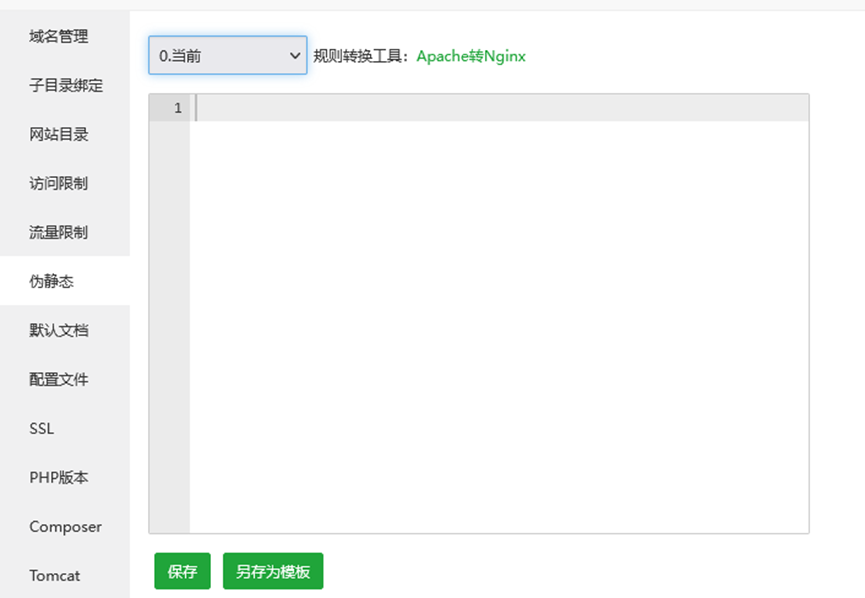 域名管理
子目录绑定
网站目录
访问限制
流量限制
伪静态
默认文档
配置文件
SSL
PHP版本
Composer
Tomcat
0.当前
规则转换工具：Apache转Nginx
1
保存
另存为模板